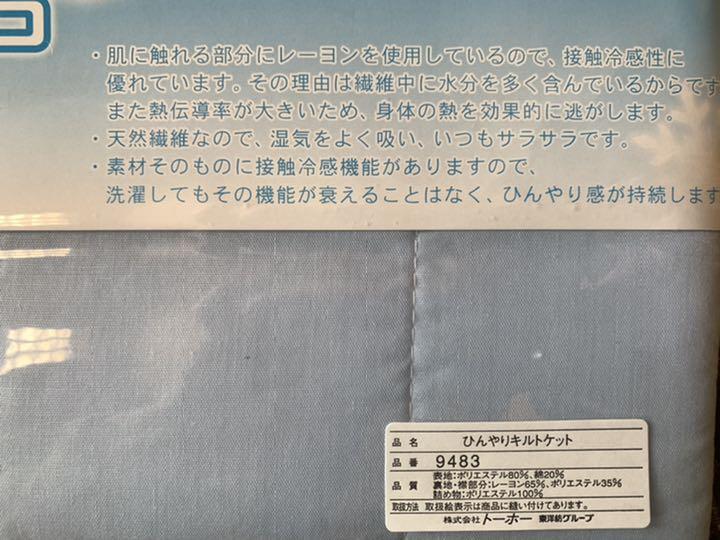 ・肌に触れる部分にレーヨンを使用しているので、接触冷感性に
優れています。その理由は繊維中に水分を多く含んでいるからです
また熱伝導率が大きいため、身体の熱を効果的に逃がします。
・天然繊維なので、湿気をよく吸い、いつもサラサラです。
・素材そのものに接触冷感機能がありますので、
洗濯してもその機能が衰えることはなく、ひんやり感が持続します
品名 ひんやりキルトケット
品番 9483
表地:ポリエステル80%、綿20%
品質 裏地・襟部分:レーヨン65%、ポリエステル35%
詰め物:ポリエステル100%
取扱方法 取扱絵表示は商品に縫い付けてあります。
株式会社トーホー 東洋紡グループ